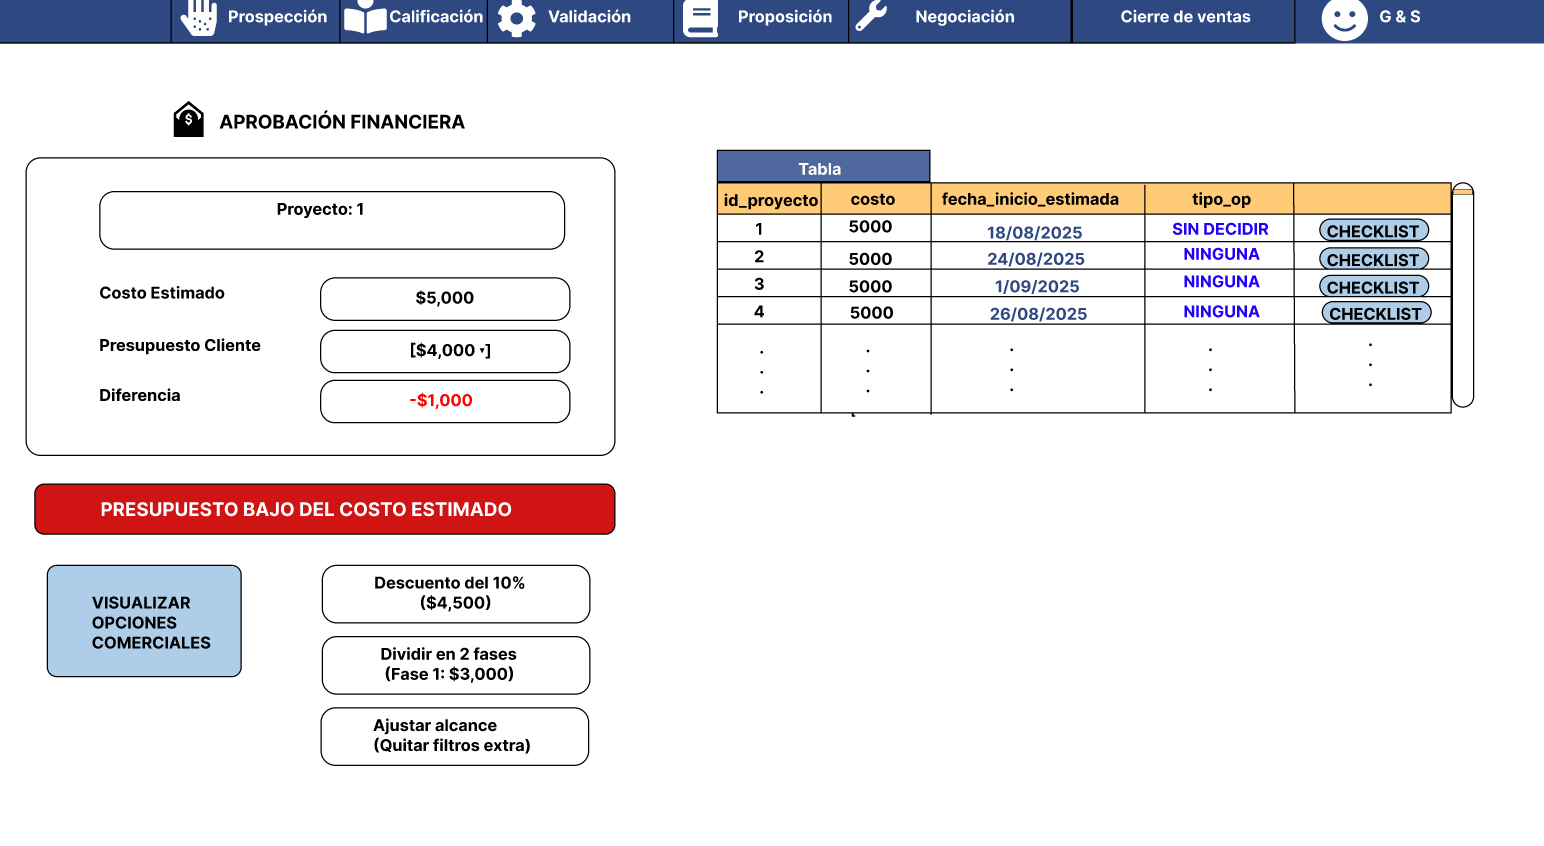 Prospección Calificación Validación Proposición Negociación Cierre de ventas G & S
APROBACIÓN FINANCIERA
Proyecto: 1
Costo Estimado $5,000
Presupuesto Cliente [$4,000 ▾]
Diferencia -$1,000
PRESUPUESTO BAJO DEL COSTO ESTIMADO
VISUALIZAR
OPCIONES
COMERCIALES
Descuento del 10%
($4,500)
Dividir en 2 fases
(Fase 1: $3,000)
Ajustar alcance
(Quitar filtros extra)
Tabla
id_proyecto costo fecha_inicio_estimada tipo_op
1 5000 18/08/2025 SIN DECIDIR CHECKLIST
2 5000 24/08/2025 NINGUNA CHECKLIST
3 5000 1/09/2025 NINGUNA CHECKLIST
4 5000 26/08/2025 NINGUNA CHECKLIST
. . . . .
. . . . .
. . . . .